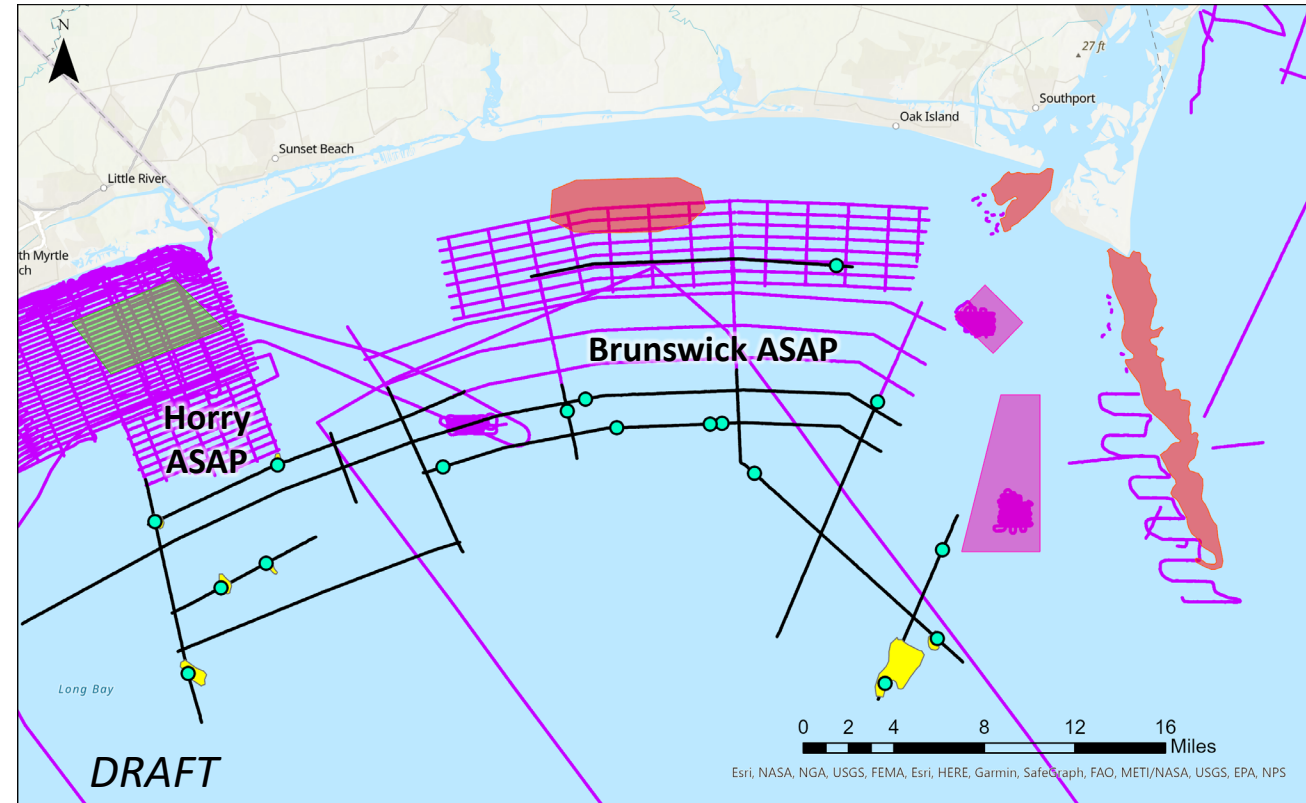 N
27 ft
Southport
Oak Island
Sunset Beach
Little River
th Myrtle
ch
Brunswick ASAP
Horry
ASAP
Long Bay
0 2 4 8 12 16
Miles
DRAFT
Esri, NASA, NGA, USGS, FEMA, Esri, HERE, Garmin, SafeGraph, FAO, METI/NASA, USGS, EPA, NPS